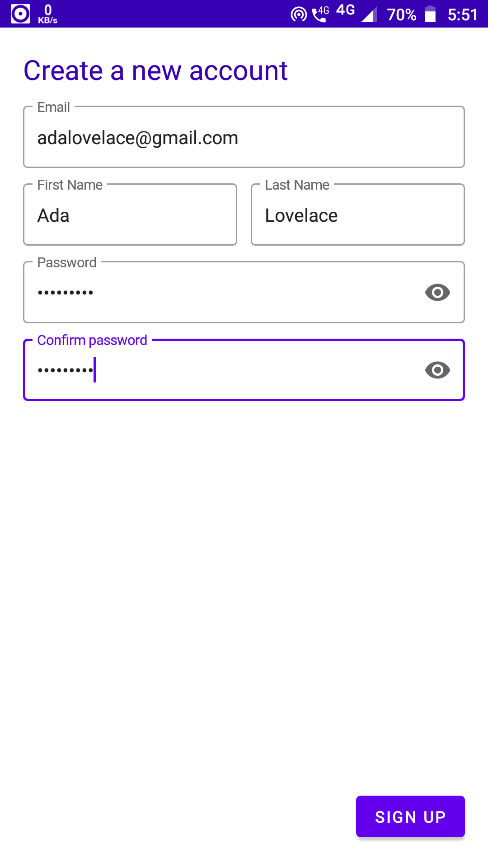 0
KB/s
4G
4G
70%
5:51
Create a new account
Email
adalovelace@gmail.com
First Name
Last Name
Ada
Lovelace
Password
•••••••••
Confirm password
•••••••••
SIGN UP